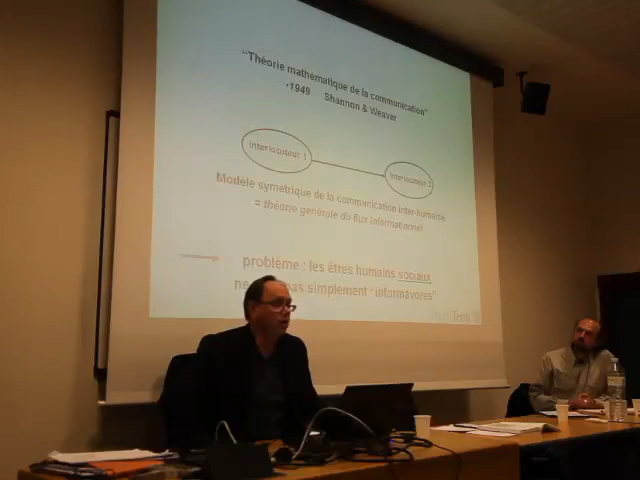 "Théorie mathématique de la communication"
-1949 Shannon & Weaver
Interlocuteur 1
Interlocuteur 2
Modèle symétrique de la communication inter-humaine
= théorie générale du flux informationnel
problème : les êtres humains sociaux
ne pas simplement "informavores"
Tech